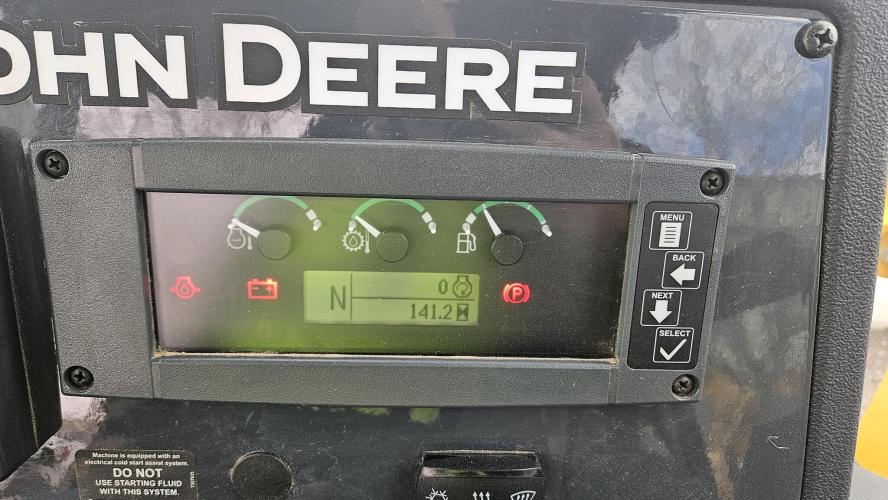 OHN DEERE
MENU
BACK
NEXT
SELECT
N
0
141.2
P
Machine is equipped with an
electrical cold start assist system.
DO NOT
USE STARTING FLUID
WITH THIS SYSTEM.